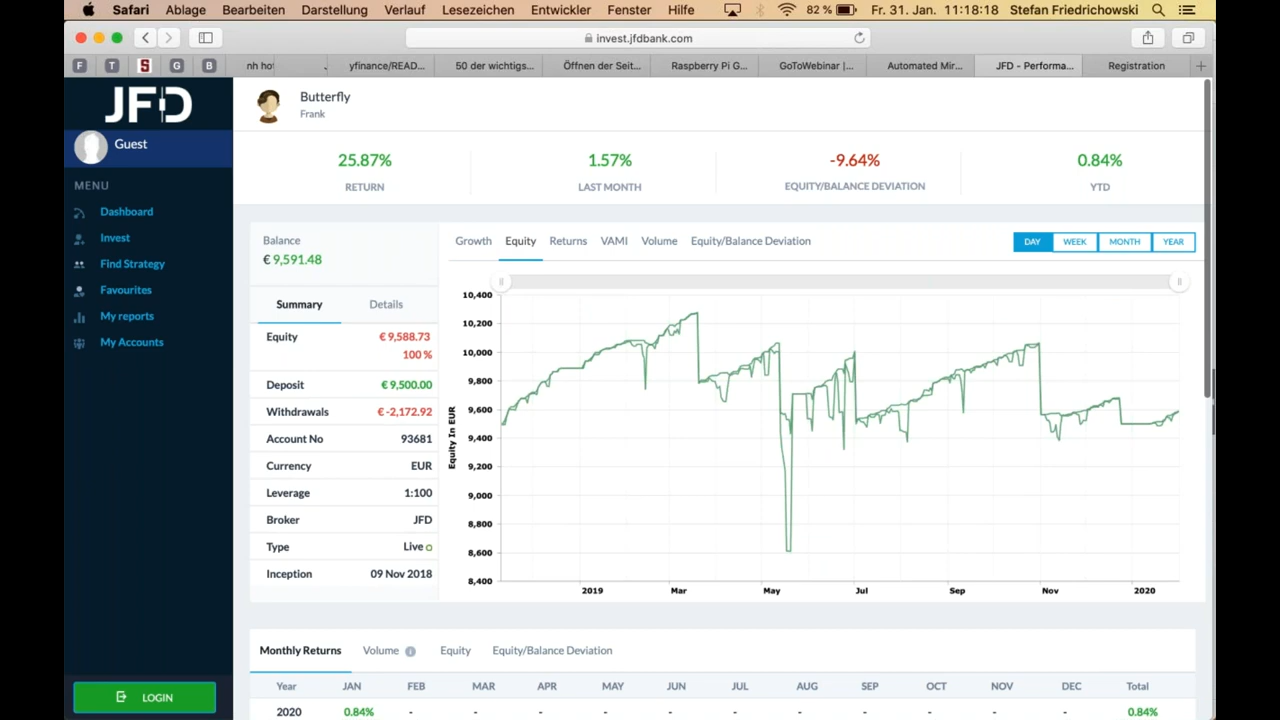 Safari Ablage Bearbeiten Darstellung Verlauf Lesezeichen Entwickler Fenster Hilfe 82 % Fr. 31. Jan. 11:18:18 Stefan Friedrichowski
invest.jfdbank.com
F T S G B yfinance/READ... 50 der wichtigs... Öffnen der Seit... Raspberry Pi G... GoToWebinar |... Automated Mir... JFD - Performa... Registration
JFD
Guest
MENU
Dashboard
Invest
Find Strategy
Favourites
My reports
My Accounts
LOGIN
Butterfly
Frank
25.87% 1.57% -9.64% 0.84%
RETURN LAST MONTH EQUITY/BALANCE DEVIATION YTD
Balance
€ 9,591.48
Summary Details
Equity € 9,588.73
100 %
Deposit € 9,500.00
Withdrawals € -2,172.92
Account No 93681
Currency EUR
Leverage 1:100
Broker JFD
Type Live
Inception 09 Nov 2018
Growth Equity Returns VAMI Volume Equity/Balance Deviation DAY WEEK MONTH YEAR
Equity In EUR
10,400
10,200
10,000
9,800
9,600
9,400
9,200
9,000
8,800
8,600
8,400
2019 Mar May Jul Sep Nov 2020
Monthly Returns Volume Equity Equity/Balance Deviation
Year JAN FEB MAR APR MAY JUN JUL AUG SEP OCT NOV DEC Total
2020 0.84% - - - - - - - - - - - 0.84%